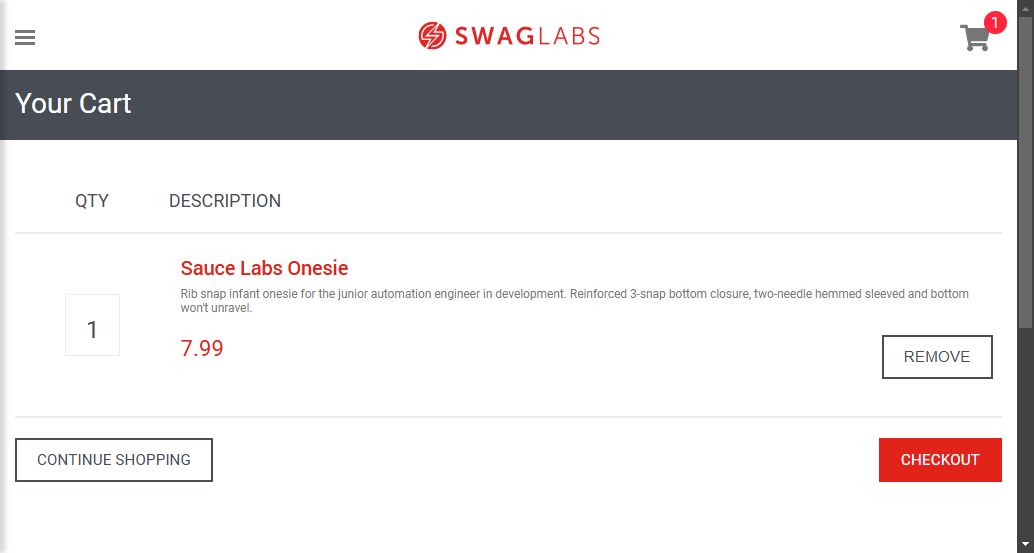 SWAGLABS
1
Your Cart
QTY DESCRIPTION
Sauce Labs Onesie
Rib snap infant onesie for the junior automation engineer in development. Reinforced 3-snap bottom closure, two-needle hemmed sleeved and bottom
won't unravel.
1
7.99
REMOVE
CONTINUE SHOPPING
CHECKOUT